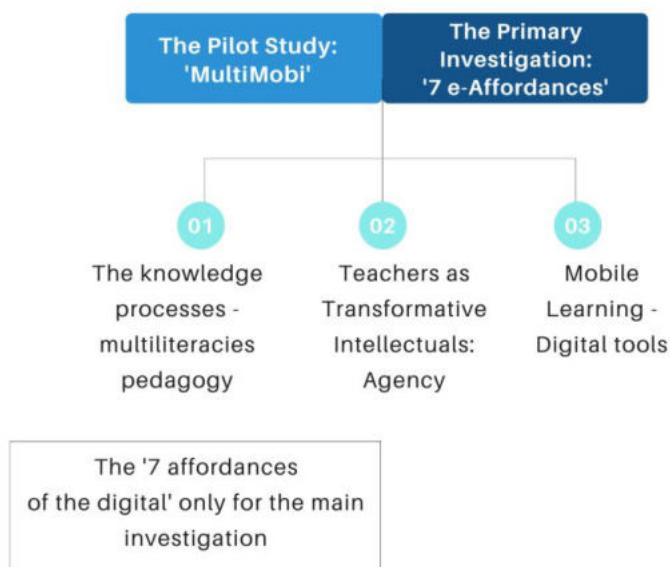 The Pilot Study:
'MultiMobi'
The Primary
Investigation:
'7 e-Affordances'
01
The knowledge
processes -
multiliteracies
pedagogy
02
Teachers as
Transformative
Intellectuals:
Agency
03
Mobile
Learning -
Digital tools
The '7 affordances
of the digital' only for the main
investigation